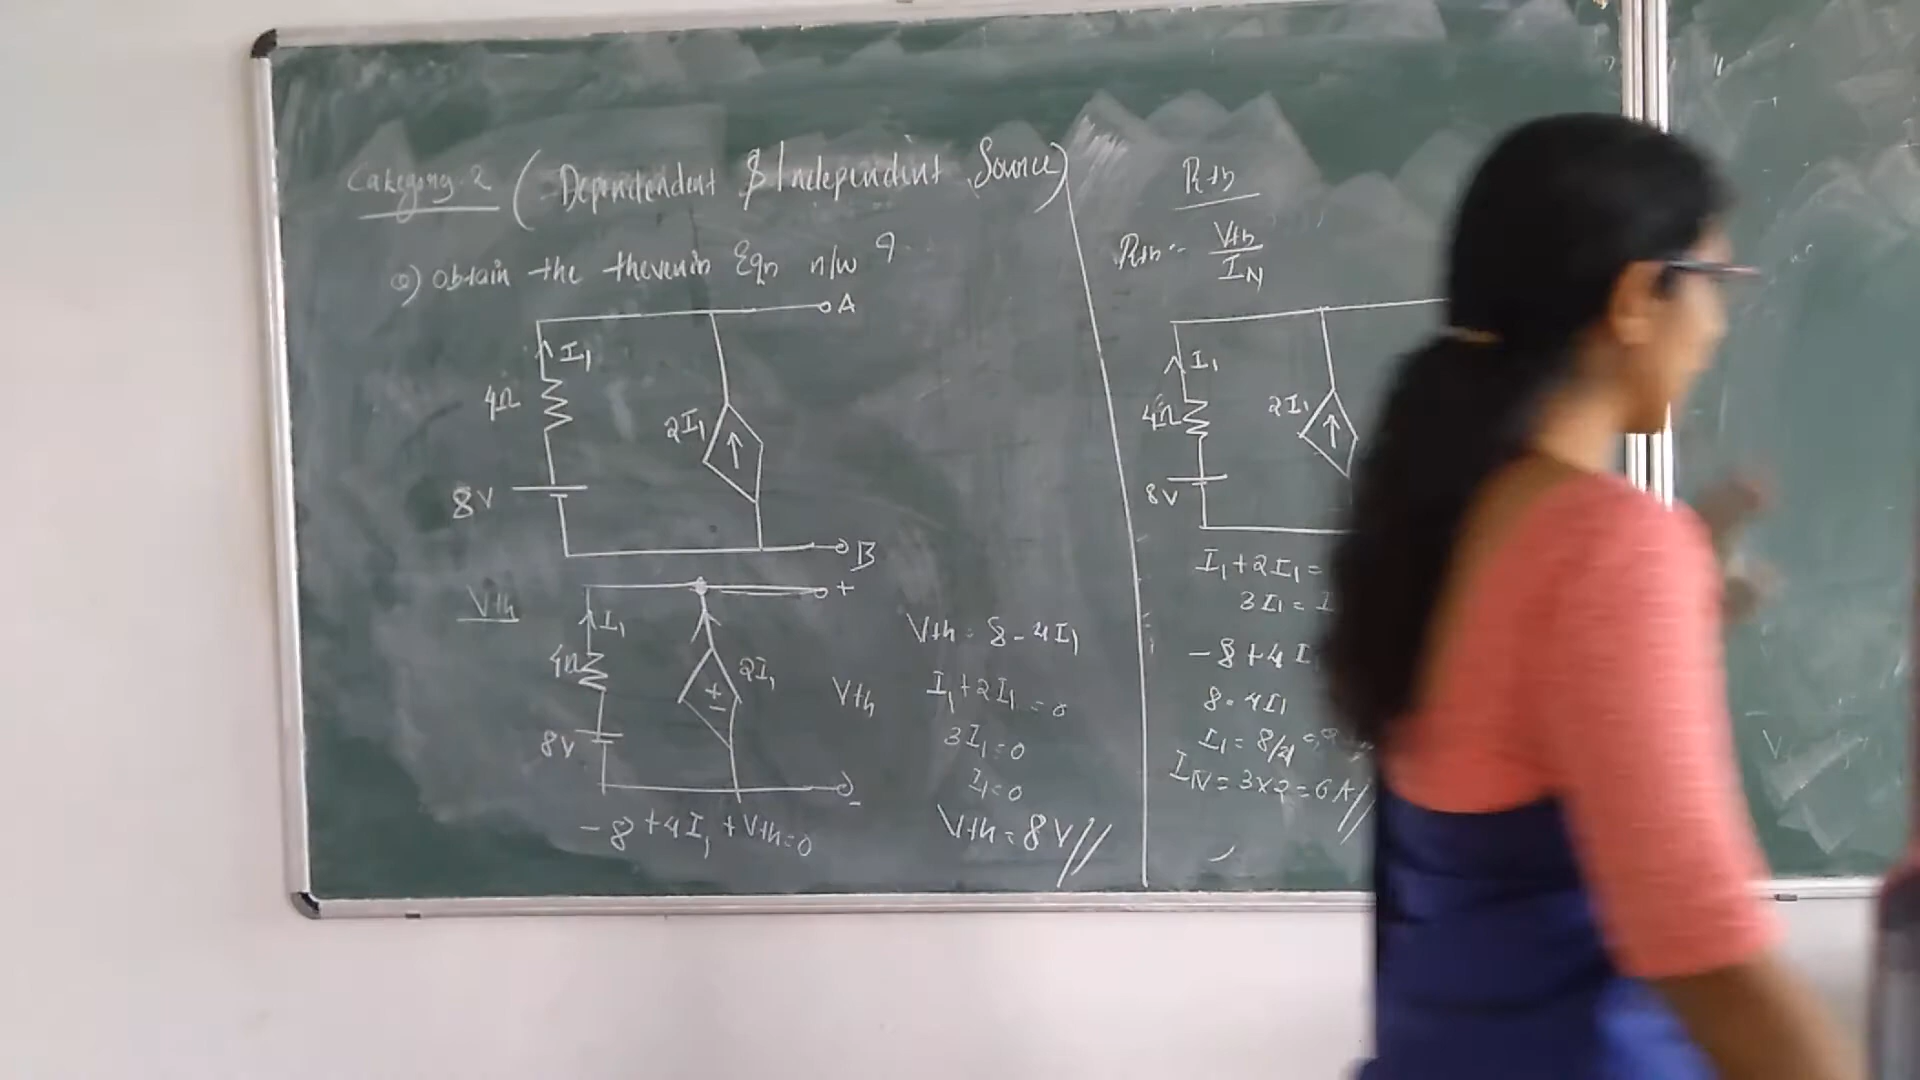 Category 2 ( Dependendent & Independent Source)
Q) Obtain the thevenin Eqn n/w ?
A
I1
4Ω
2I1
8V
B
Vth
+
I1
4Ω
+
-
2I1
Vth
8V
-
-8 +4I1 +Vth=0
Vth = 8 - 4I1
I1 + 2I1 = 0
3I1 = 0
I1 = 0
Vth = 8V//
Rth
Rth = Vth
IN
I1
4Ω
2I1
8V
I1 + 2I1 =
3I1 = I
-8 +4 I
8 = 4I1
I1 = 8/4
IN = 3x2 = 6A//